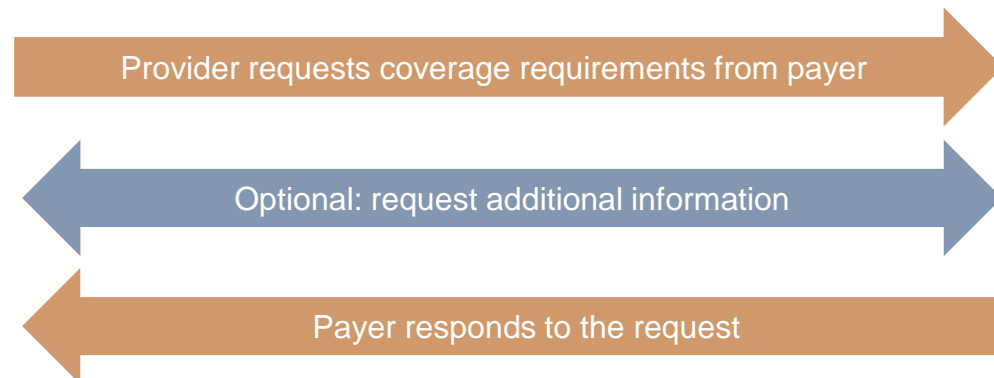 Provider requests coverage requirements from payer
Optional: request additional information
Payer responds to the request